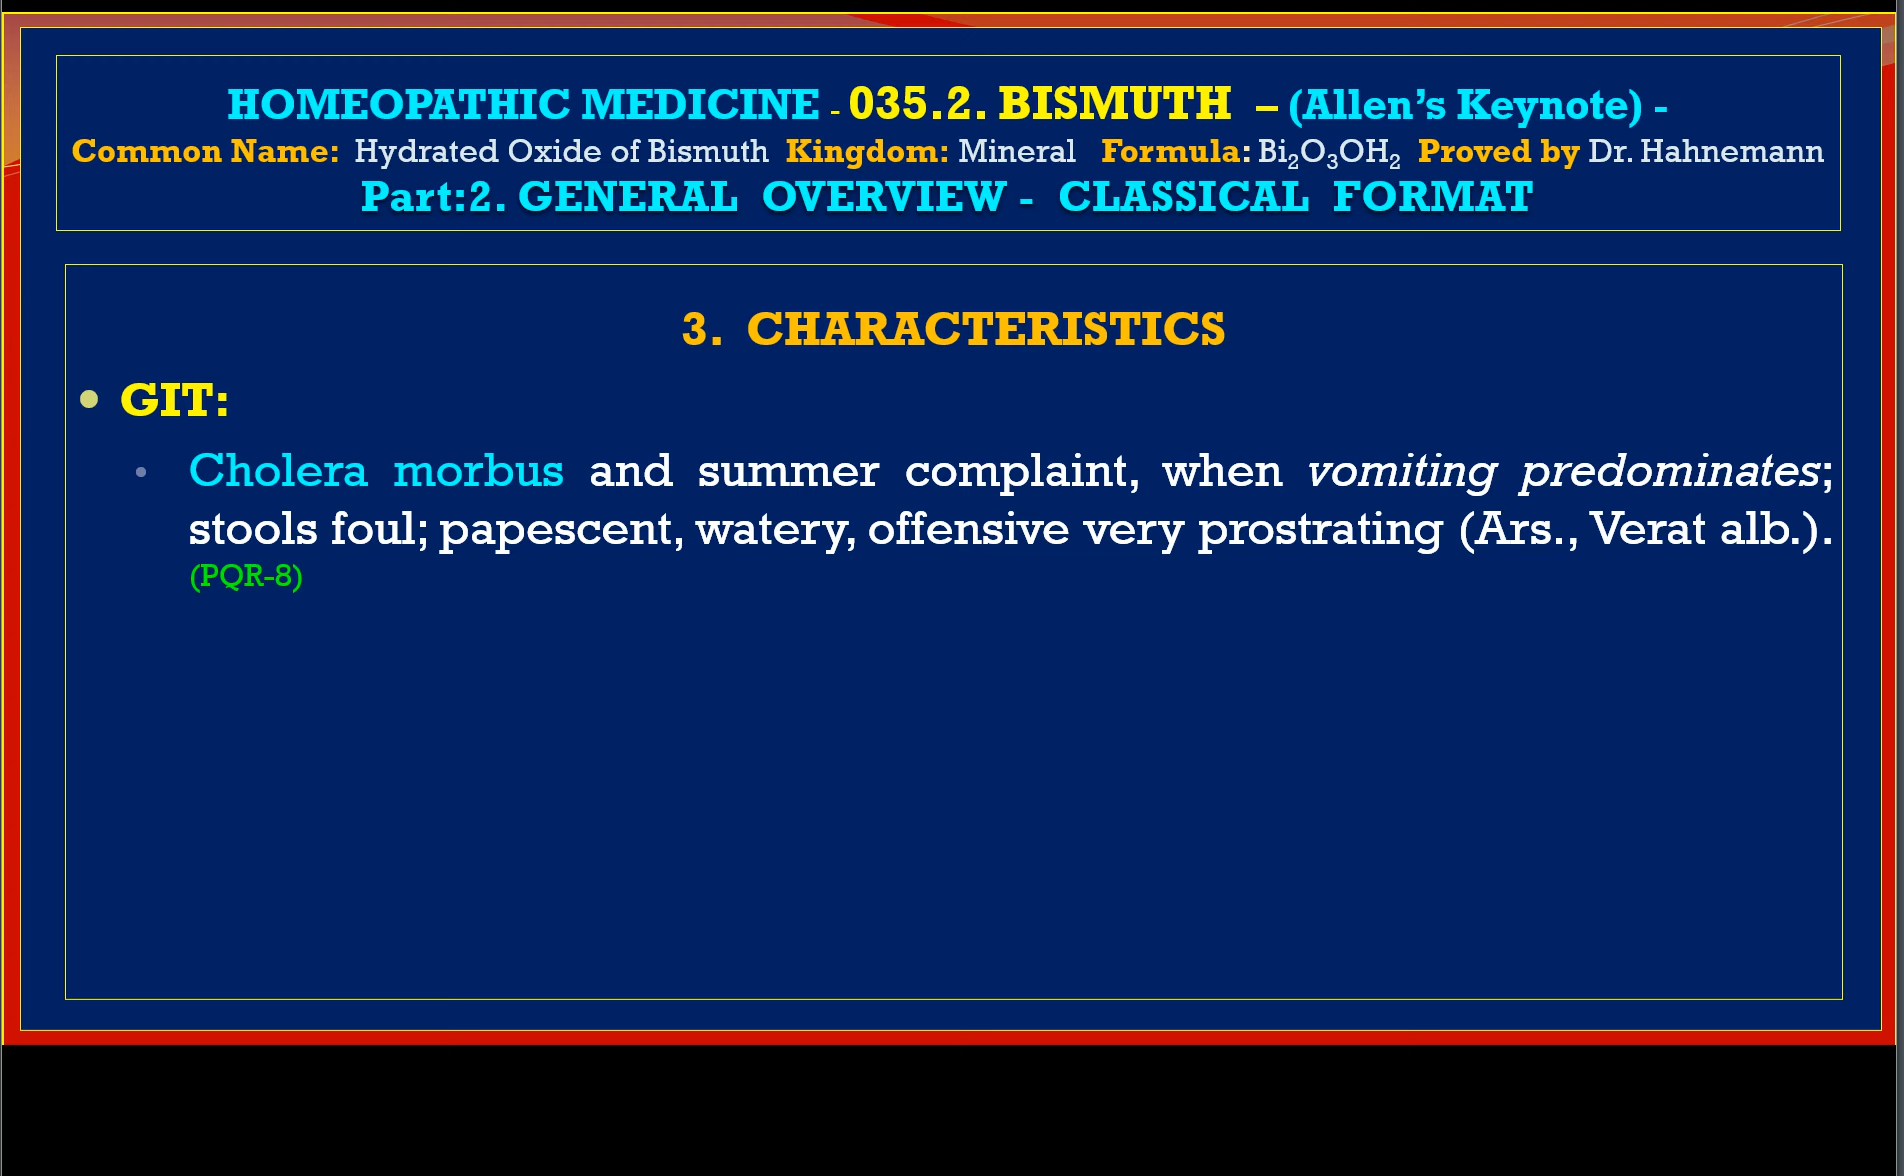 HOMEOPATHIC MEDICINE - 035.2. BISMUTH – (Allen’s Keynote) -
Common Name: Hydrated Oxide of Bismuth Kingdom: Mineral Formula: Bi₂O₃OH₂ Proved by Dr. Hahnemann
Part:2. GENERAL OVERVIEW - CLASSICAL FORMAT
3. CHARACTERISTICS
• GIT:
• Cholera morbus and summer complaint, when vomiting predominates;
stools foul; papescent, watery, offensive very prostrating (Ars., Verat alb.).
(PQR-8)